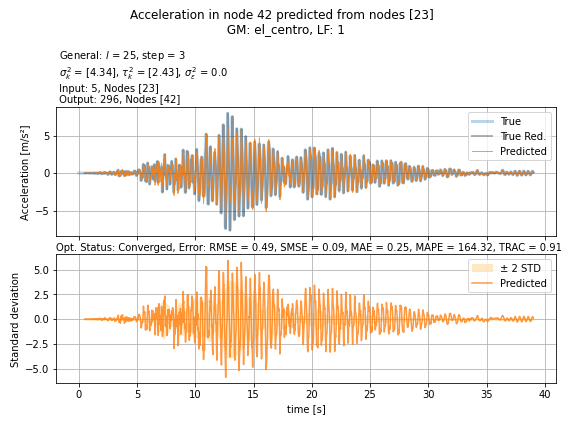 Acceleration in node 42 predicted from nodes [23]
GM: el_centro, LF: 1
General: l = 25, step = 3
σ²ₖ = [4.34], τ²ₖ = [2.43], σ²ε = 0.0
Input: 5, Nodes [23]
Output: 296, Nodes [42]
Acceleration [m/s²]
5
0
−5
True
True Red.
Predicted
Opt. Status: Converged, Error: RMSE = 0.49, SMSE = 0.09, MAE = 0.25, MAPE = 164.32, TRAC = 0.91
Standard deviation
5.0
2.5
0.0
−2.5
−5.0
± 2 STD
Predicted
0 5 10 15 20 25 30 35 40
time [s]